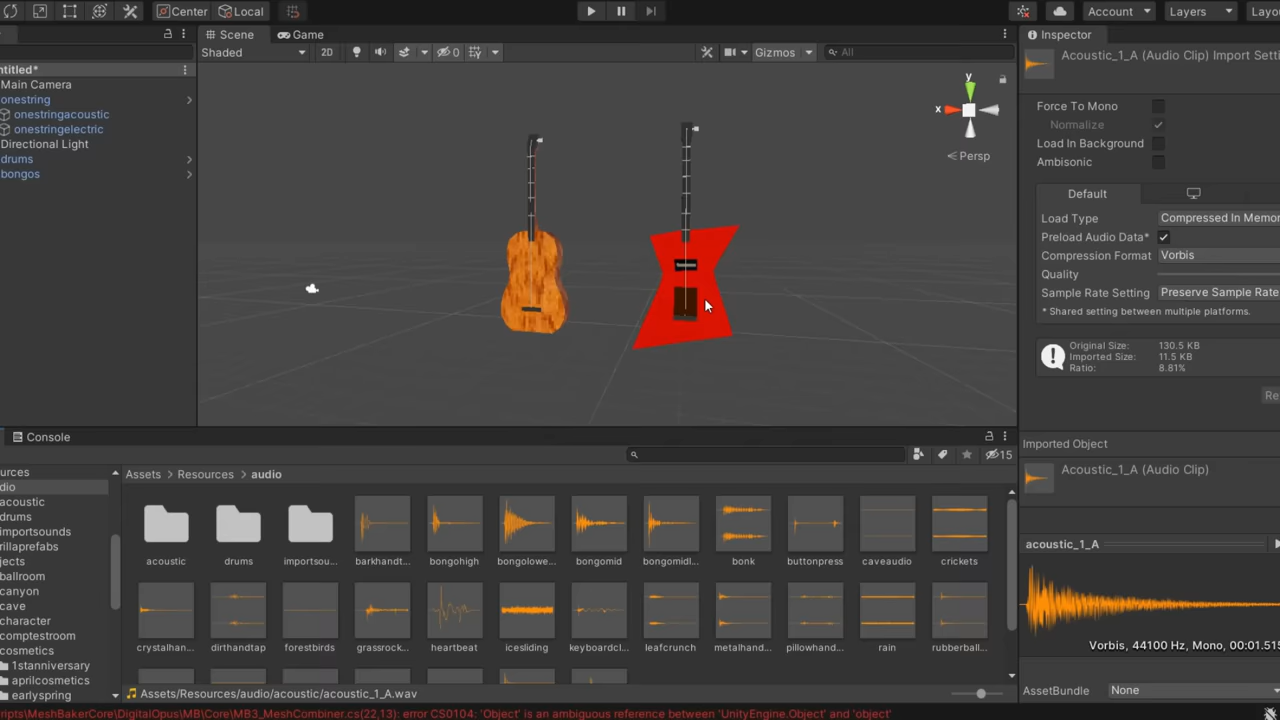 Center Local
Account Layers Layou
Scene Game
Shaded 2D 0 Gizmos All
ntitled*
Main Camera
onestring
onestringacoustic
onestringelectric
Directional Light
drums
bongos
y
x
Persp
Inspector
Acoustic_1_A (Audio Clip) Import Setti
Force To Mono
Normalize
Load In Background
Ambisonic
Default
Load Type Compressed In Memor
Preload Audio Data*
Compression Format Vorbis
Quality
Sample Rate Setting Preserve Sample Rate
* Shared setting between multiple platforms.
Original Size: 130.5 KB
Imported Size: 11.5 KB
Ratio: 8.81%
Re
Imported Object
Acoustic_1_A (Audio Clip)
acoustic_1_A
Vorbis, 44100 Hz, Mono, 00:01.515
AssetBundle None
Console
15
urces
dio
acoustic
drums
importsounds
rillaprefabs
jects
ballroom
canyon
cave
character
comptestroom
cosmetics
1stanniversary
aprilcosmetics
earlyspring
Assets > Resources > audio
acoustic drums importsou... barkhandt... bongohigh bongolowe... bongomid bongomidl... bonk buttonpress caveaudio crickets
crystalhan... dirthandtap forestbirds grassrock... heartbeat icesliding keyboardcl... leafcrunch metalhand... pillowhand... rain rubberball...
Assets/Resources/audio/acoustic/acoustic_1_A.wav
ripts\MeshBakerCore\DigitalOpus\MB\Core\MB3_MeshCombiner.cs(22,13): error CS0104: 'Object' is an ambiguous reference between 'UnityEngine.Object' and 'object'